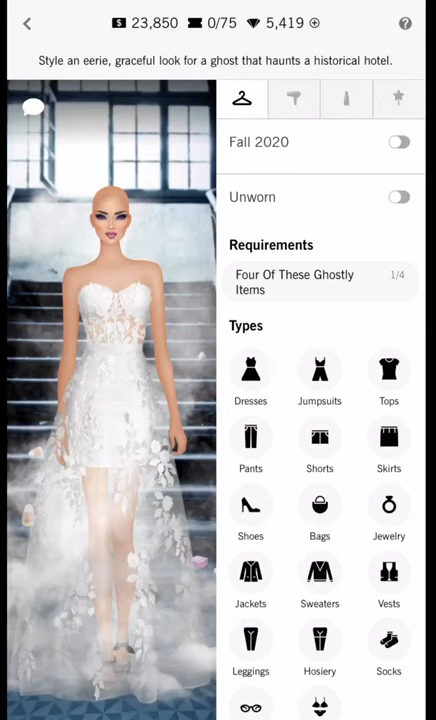 23,850 0/75 5,419
Style an eerie, graceful look for a ghost that haunts a historical hotel.
Fall 2020
Unworn
Requirements
Four Of These Ghostly 1/4
Items
Types
Dresses Jumpsuits Tops
Pants Shorts Skirts
Shoes Bags Jewelry
Jackets Sweaters Vests
Leggings Hosiery Socks